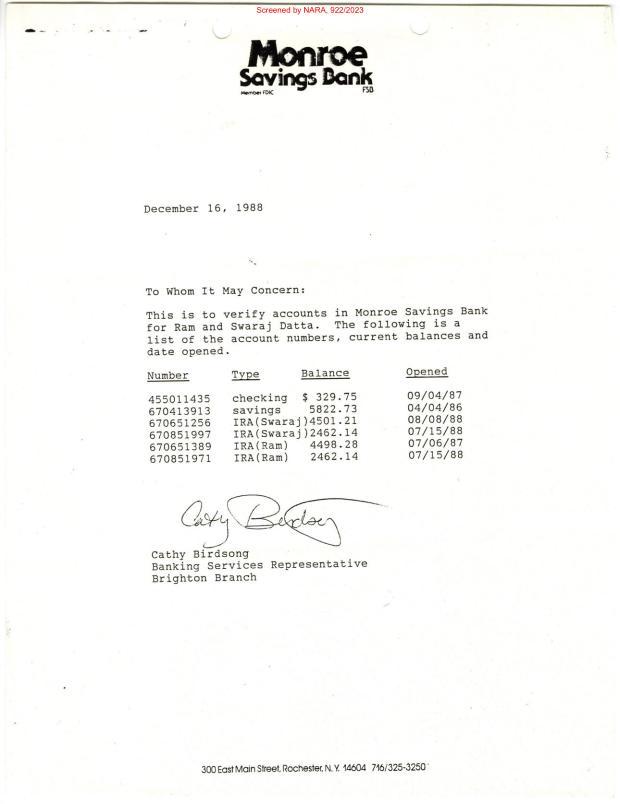 Screened by NARA, 922/2023
Monroe
Savings Bank
Member FDIC FSB
December 16, 1988
To Whom It May Concern:
This is to verify accounts in Monroe Savings Bank
for Ram and Swaraj Datta. The following is a
list of the account numbers, current balances and
date opened.
Number Type Balance Opened
455011435 checking $ 329.75 09/04/87
670413913 savings 5822.73 04/04/86
670651256 IRA(Swaraj)4501.21 08/08/88
670851997 IRA(Swaraj)2462.14 07/15/88
670651389 IRA(Ram) 4498.28 07/06/87
670851971 IRA(Ram) 2462.14 07/15/88
Cathy Birdsong
Cathy Birdsong
Banking Services Representative
Brighton Branch
300 East Main Street, Rochester, N.Y. 14604 716/325-3250